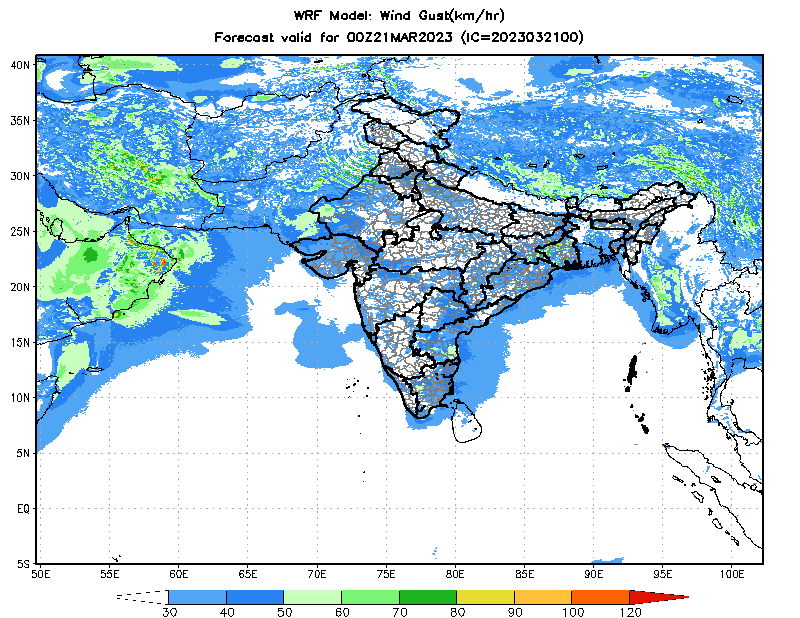 WRF Model: Wind Gust(km/hr)
Forecast valid for 00Z21MAR2023 (IC=2023032100)
40N
35N
30N
25N
20N
15N
10N
5N
EQ
5S
50E 55E 60E 65E 70E 75E 80E 85E 90E 95E 100E
30 40 50 60 70 80 90 100 120